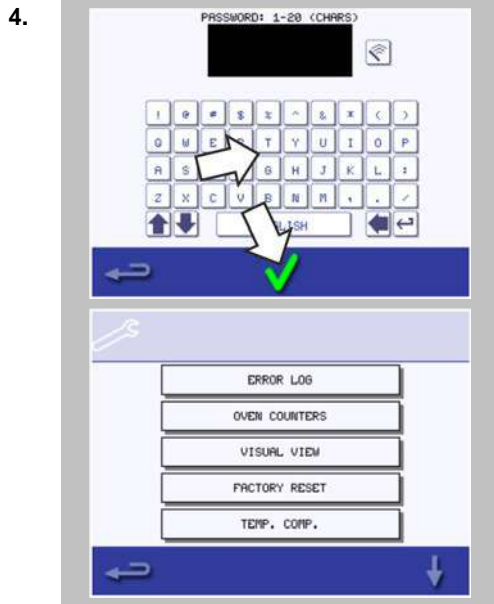 4.
PASSWORD: 1-20 (CHARS)
! @ # $ % ^ & * ( )
Q W E T Y U I O P
A S G H J K L :
Z X C V B N M , . /
ERROR LOG
OVEN COUNTERS
VISUAL VIEW
FACTORY RESET
TEMP. COMP.